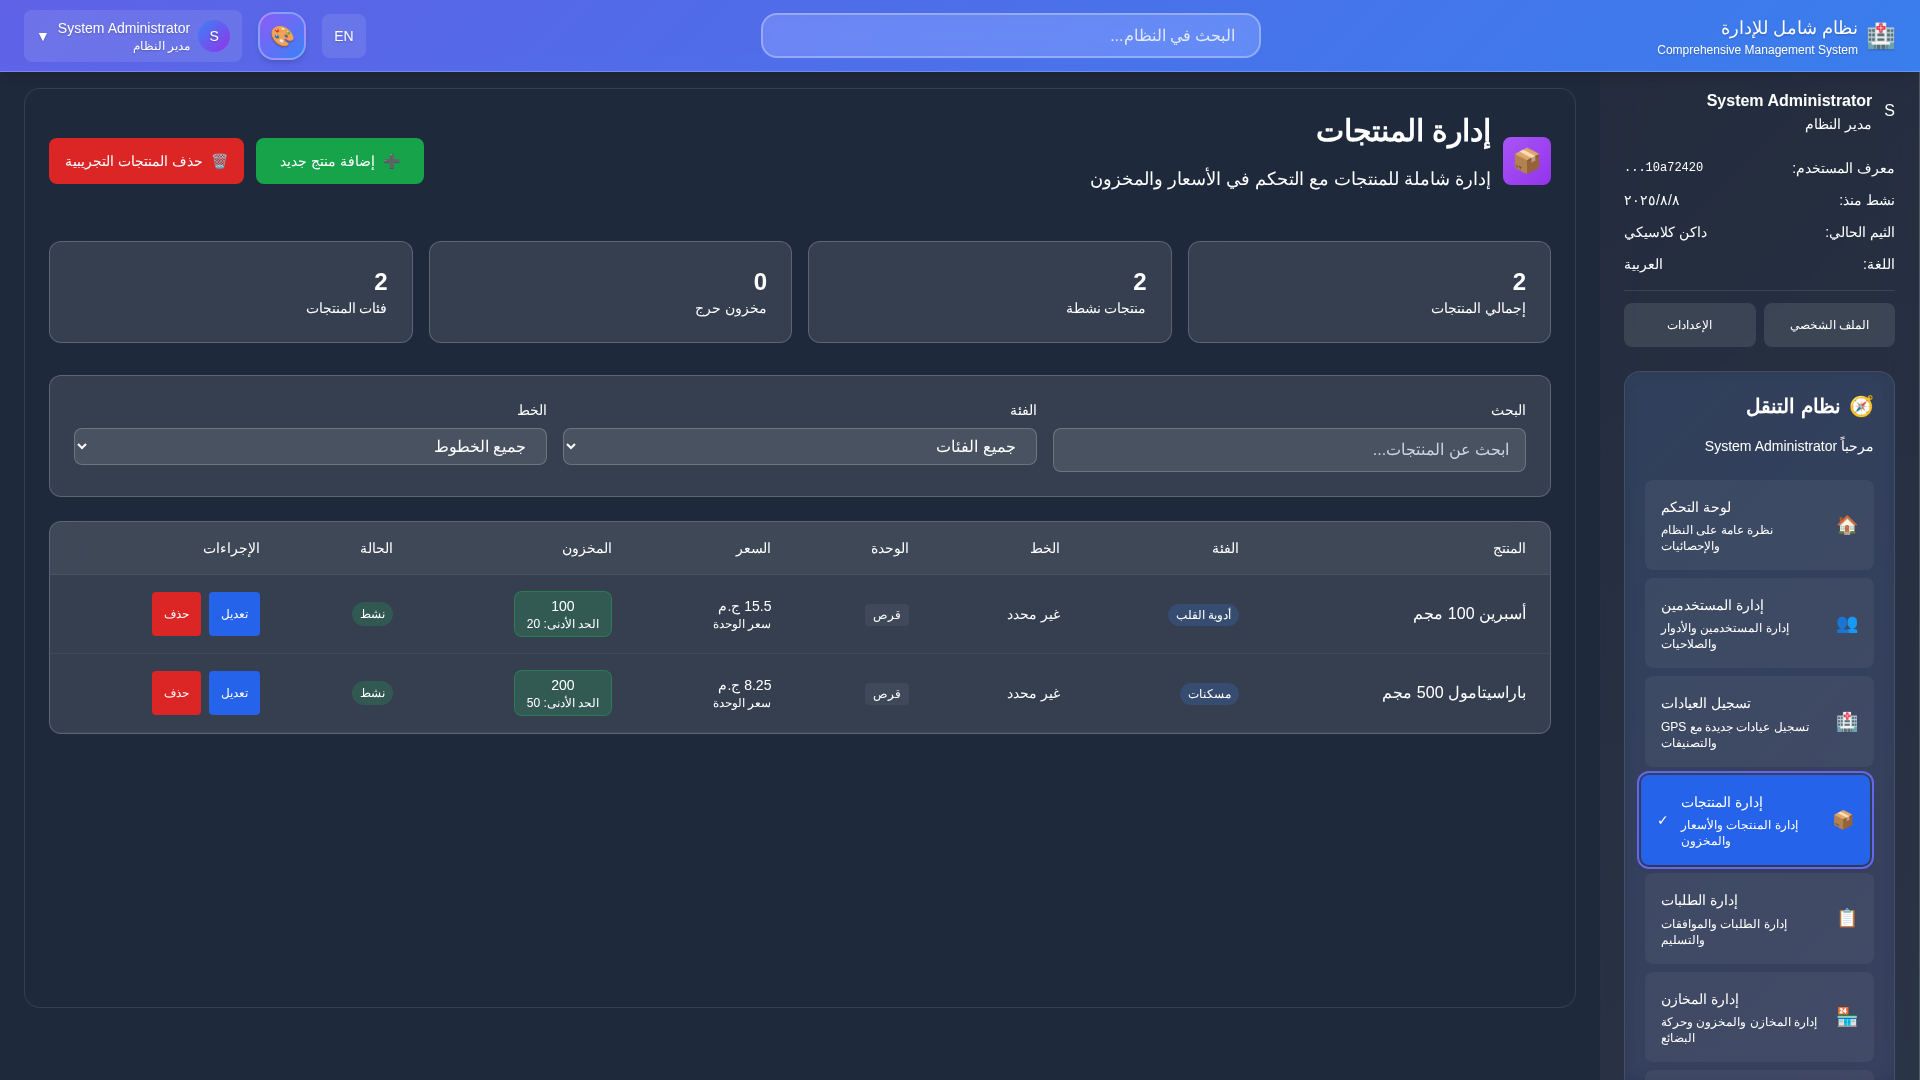 نظام شامل للإدارة
Comprehensive Management System
البحث في النظام...
EN
System Administrator
مدير النظام
S
▼
System Administrator
مدير النظام
S
معرف المستخدم:
10a72420...
نشط منذ:
٢٠٢٥/٨/٨
الثيم الحالي:
داكن كلاسيكي
اللغة:
العربية
الملف الشخصي
الإعدادات
نظام التنقل
مرحباً System Administrator
لوحة التحكم
نظرة عامة على النظام
والإحصائيات
إدارة المستخدمين
إدارة المستخدمين والأدوار
والصلاحيات
تسجيل العيادات
تسجيل عيادات جديدة مع GPS
والتصنيفات
إدارة المنتجات
إدارة المنتجات والأسعار
والمخزون
✓
إدارة الطلبات
إدارة الطلبات والموافقات
والتسليم
إدارة المخازن
إدارة المخازن والمخزون وحركة
البضائع
إدارة المنتجات
إدارة شاملة للمنتجات مع التحكم في الأسعار والمخزون
إضافة منتج جديد
حذف المنتجات التجريبية
2
إجمالي المنتجات
2
منتجات نشطة
0
مخزون حرج
2
فئات المنتجات
البحث
ابحث عن المنتجات...
الفئة
جميع الفئات
الخط
جميع الخطوط
المنتج الفئة الخط الوحدة السعر المخزون الحالة الإجراءات
أسبرين 100 مجم
أدوية القلب
غير محدد
قرص
15.5 ج.م
سعر الوحدة
100
الحد الأدنى: 20
نشط
تعديل
حذف
باراسيتامول 500 مجم
مسكنات
غير محدد
قرص
8.25 ج.م
سعر الوحدة
200
الحد الأدنى: 50
نشط
تعديل
حذف